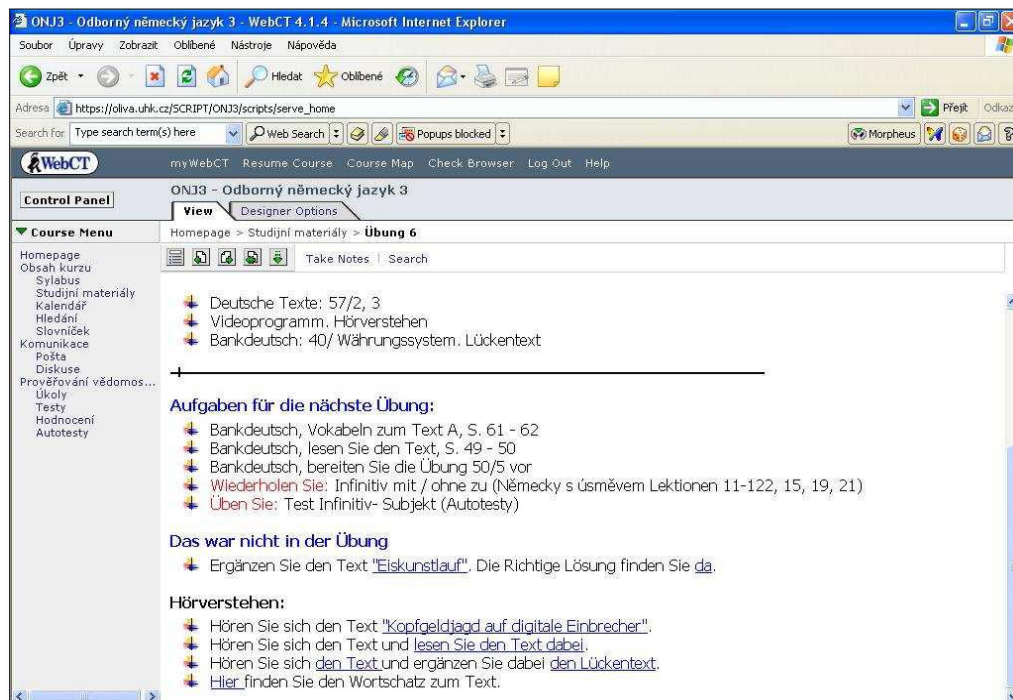 ONJ3 - Odborný německý jazyk 3 - WebCT 4.1.4 - Microsoft Internet Explorer
Soubor Úpravy Zobrazit Oblíbené Nástroje Nápověda
Zpět Hledat Oblíbené
Adresa https://oliva.uhk.cz/SCRIPT/ONJ3/scripts/serve_home Přejít Odkaz
Search for Type search term(s) here Web Search Popups blocked Morpheus
WebCT myWebCT Resume Course Course Map Check Browser Log Out Help
Control Panel
ONJ3 - Odborný německý jazyk 3
View Designer Options
Course Menu
Homepage > Studijní materiály > Übung 6
Take Notes | Search
Homepage
Obsah kurzu
Sylabus
Studijní materiály
Kalendář
Hledání
Slovníček
Komunikace
Pošta
Diskuse
Prověřování vědomos...
Úkoly
Testy
Hodnocení
Autotesty
Deutsche Texte: 57/2, 3
Videoprogramm. Hörverstehen
Bankdeutsch: 40/ Währungssystem. Lückentext
Aufgaben für die nächste Übung:
Bankdeutsch, Vokabeln zum Text A, S. 61 - 62
Bankdeutsch, lesen Sie den Text, S. 49 - 50
Bankdeutsch, bereiten Sie die Übung 50/5 vor
Wiederholen Sie: Infinitiv mit / ohne zu (Německy s úsměvem Lektionen 11-122, 15, 19, 21)
Üben Sie: Test Infinitiv- Subjekt (Autotesty)
Das war nicht in der Übung
Ergänzen Sie den Text "Eiskunstlauf". Die Richtige Lösung finden Sie da.
Hörverstehen:
Hören Sie sich den Text "Kopfgeldjagd auf digitale Einbrecher".
Hören Sie sich den Text und lesen Sie den Text dabei.
Hören Sie sich den Text und ergänzen Sie dabei den Lückentext.
Hier finden Sie den Wortschatz zum Text.